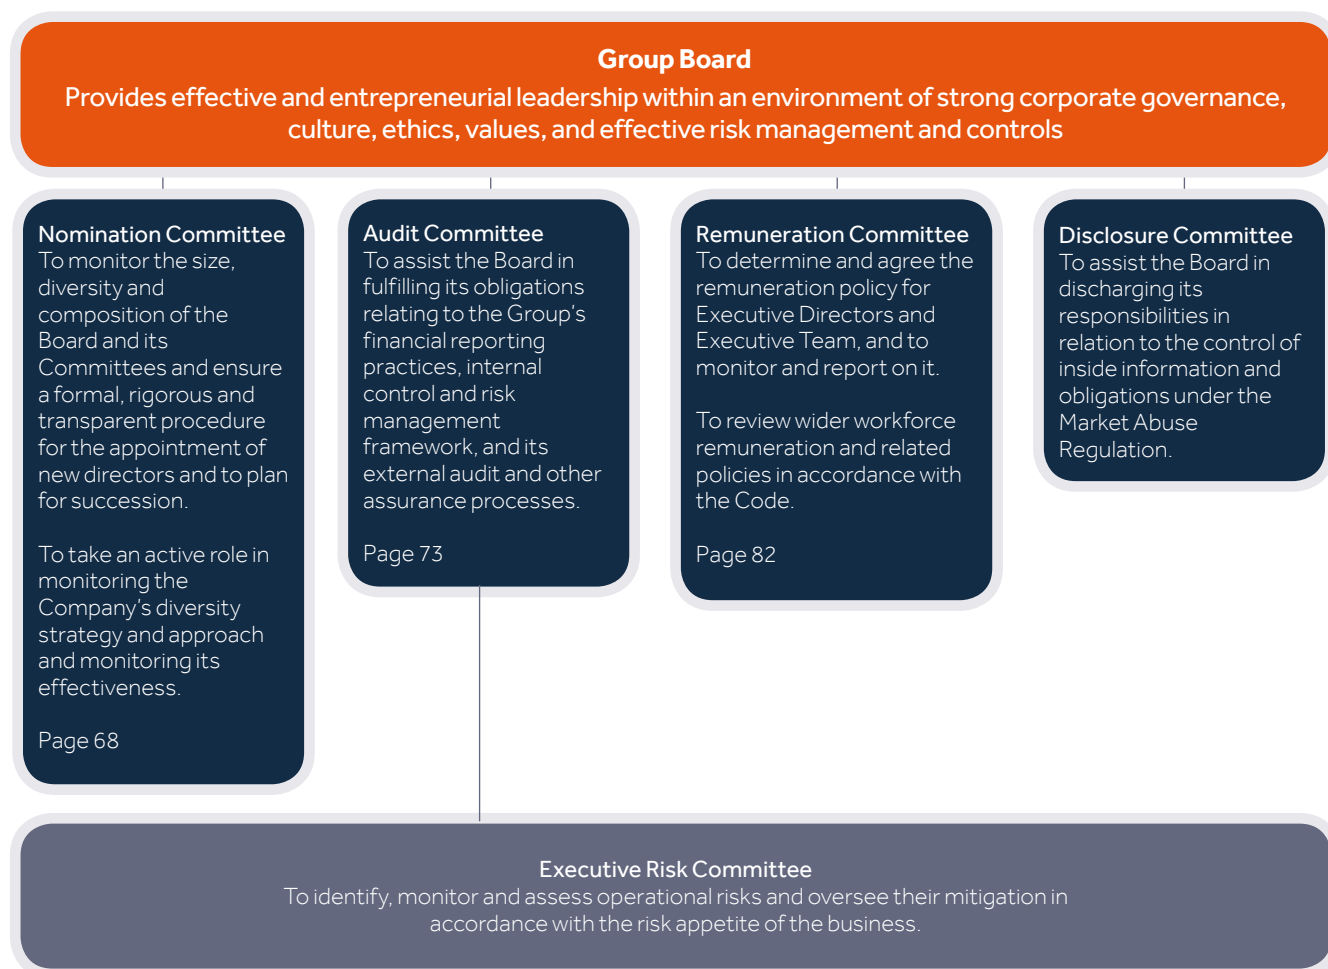 Group Board
Provides effective and entrepreneurial leadership within an environment of strong corporate governance,
culture, ethics, values, and effective risk management and controls
Nomination Committee
To monitor the size,
diversity and
composition of the
Board and its
Committees and ensure
a formal, rigorous and
transparent procedure
for the appointment of
new directors and to plan
for succession.
To take an active role in
monitoring the
Company's diversity
strategy and approach
and monitoring its
effectiveness.
Page 68
Audit Committee
To assist the Board in
fulfilling its obligations
relating to the Group's
financial reporting
practices, internal
control and risk
management
framework, and its
external audit and other
assurance processes.
Page 73
Remuneration Committee
To determine and agree the
remuneration policy for
Executive Directors and
Executive Team, and to
monitor and report on it.
To review wider workforce
remuneration and related
policies in accordance with
the Code.
Page 82
Disclosure Committee
To assist the Board in
discharging its
responsibilities in
relation to the control of
inside information and
obligations under the
Market Abuse
Regulation.
Executive Risk Committee
To identify, monitor and assess operational risks and oversee their mitigation in
accordance with the risk appetite of the business.